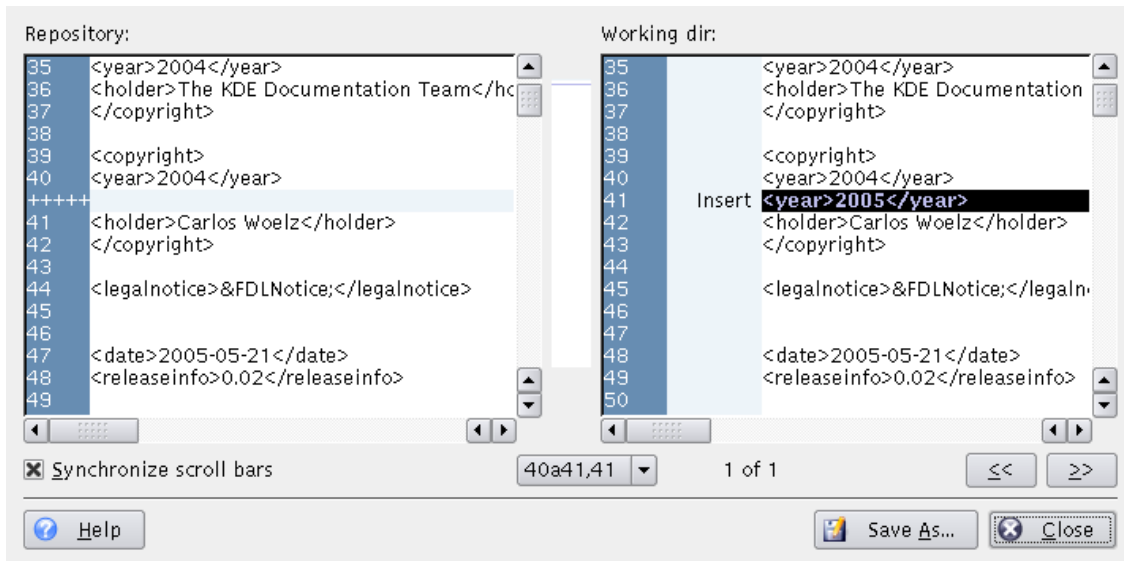 Repository:
35 <year>2004</year>
36 <holder>The KDE Documentation Team</hc
37 </copyright>
38
39 <copyright>
40 <year>2004</year>
+++++
41 <holder>Carlos Woelz</holder>
42 </copyright>
43
44 <legalnotice>&FDLNotice;</legalnotice>
45
46
47 <date>2005-05-21</date>
48 <releaseinfo>0.02</releaseinfo>
49
Working dir:
35 <year>2004</year>
36 <holder>The KDE Documentation
37 </copyright>
38
39 <copyright>
40 <year>2004</year>
41 Insert <year>2005</year>
42 <holder>Carlos Woelz</holder>
43 </copyright>
44
45 <legalnotice>&FDLNotice;</legaln
46
47
48 <date>2005-05-21</date>
49 <releaseinfo>0.02</releaseinfo>
50
Synchronize scroll bars 40a41,41 1 of 1 << >>
Help Save As... Close